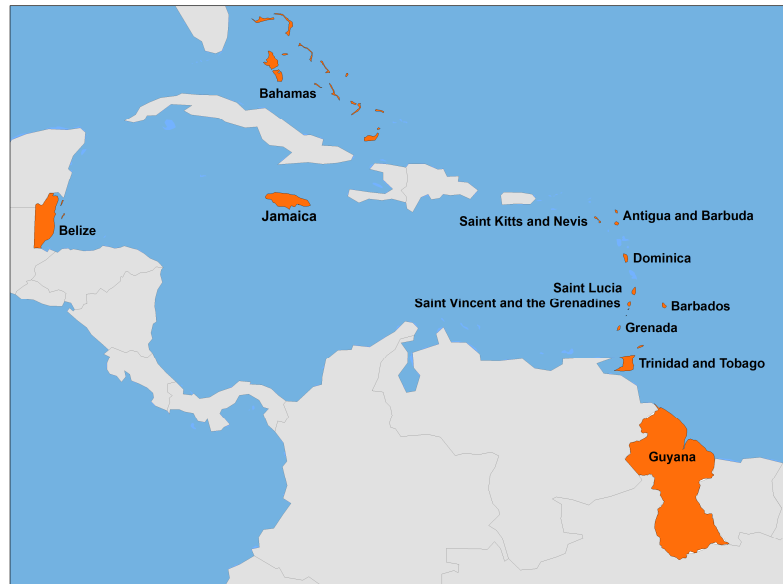 Bahamas
Jamaica
Belize
Saint Kitts and Nevis
Antigua and Barbuda
Dominica
Saint Lucia
Saint Vincent and the Grenadines
Barbados
Grenada
Trinidad and Tobago
Guyana